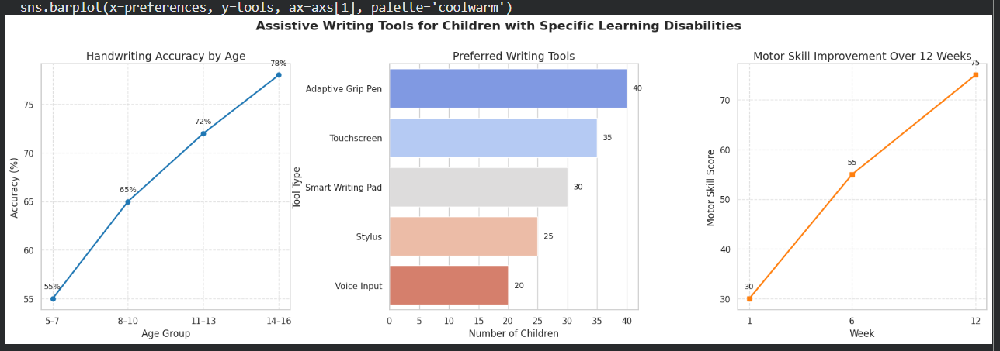 sns.barplot(x=preferences, y=tools, ax=axs[1], palette='coolwarm')
Assistive Writing Tools for Children with Specific Learning Disabilities
Handwriting Accuracy by Age
Accuracy (%)
75
70
65
60
55
55%
65%
72%
78%
5–7
8–10
11–13
14–16
Age Group
Preferred Writing Tools
Tool Type
Adaptive Grip Pen
40
Touchscreen
35
Smart Writing Pad
30
Stylus
25
Voice Input
20
0
5
10
15
20
25
30
35
40
Number of Children
Motor Skill Improvement Over 12 Weeks
Motor Skill Score
70
60
50
40
30
30
55
75
1
6
12
Week